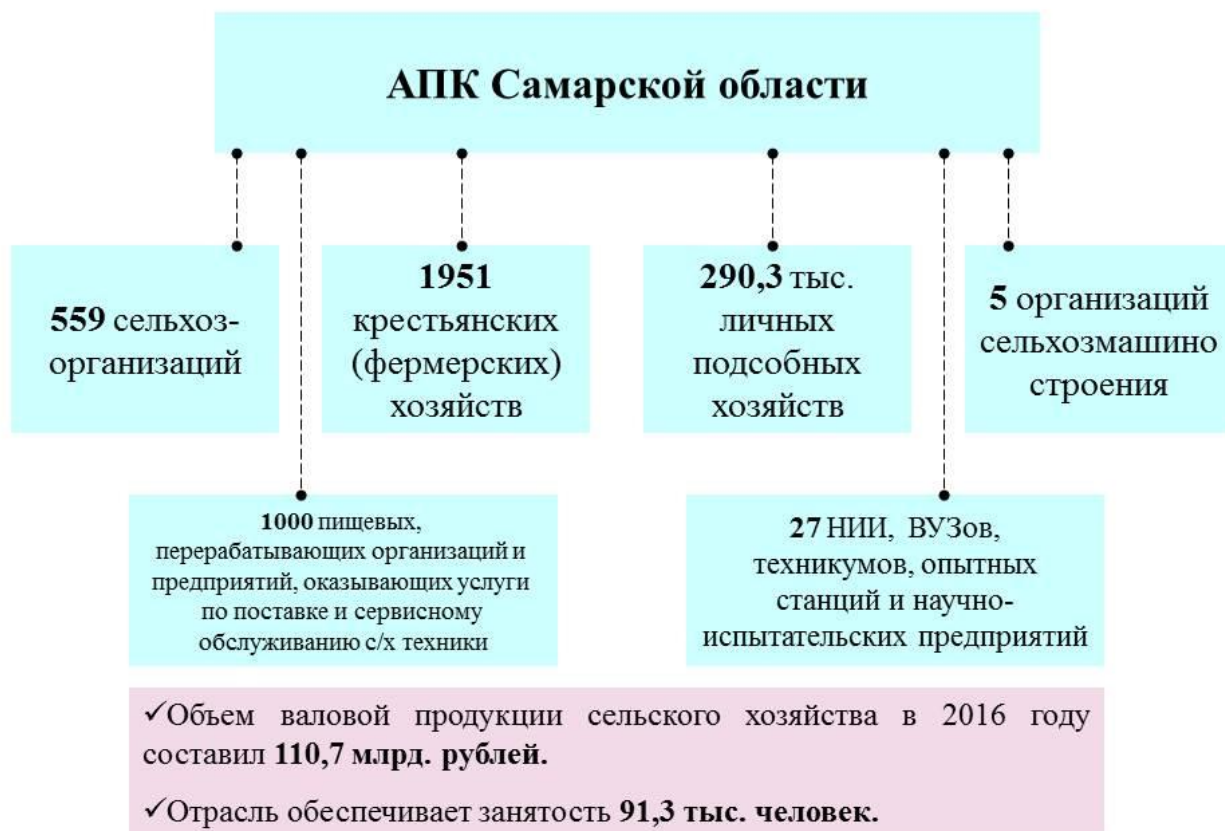 АПК Самарской области
559 сельхоз-
организаций
1951
крестьянских
(фермерских)
хозяйств
290,3 тыс.
личных
подсобных
хозяйств
5 организаций
сельхозмашино
строения
1000 пищевых,
перерабатывающих организаций и
предприятий, оказывающих услуги
по поставке и сервисному
обслуживанию с/х техники
27 НИИ, ВУЗов,
техникумов, опытных
станций и научно-
испытательских предприятий
✓Объем валовой продукции сельского хозяйства в 2016 году
составил 110,7 млрд. рублей.
✓Отрасль обеспечивает занятость 91,3 тыс. человек.